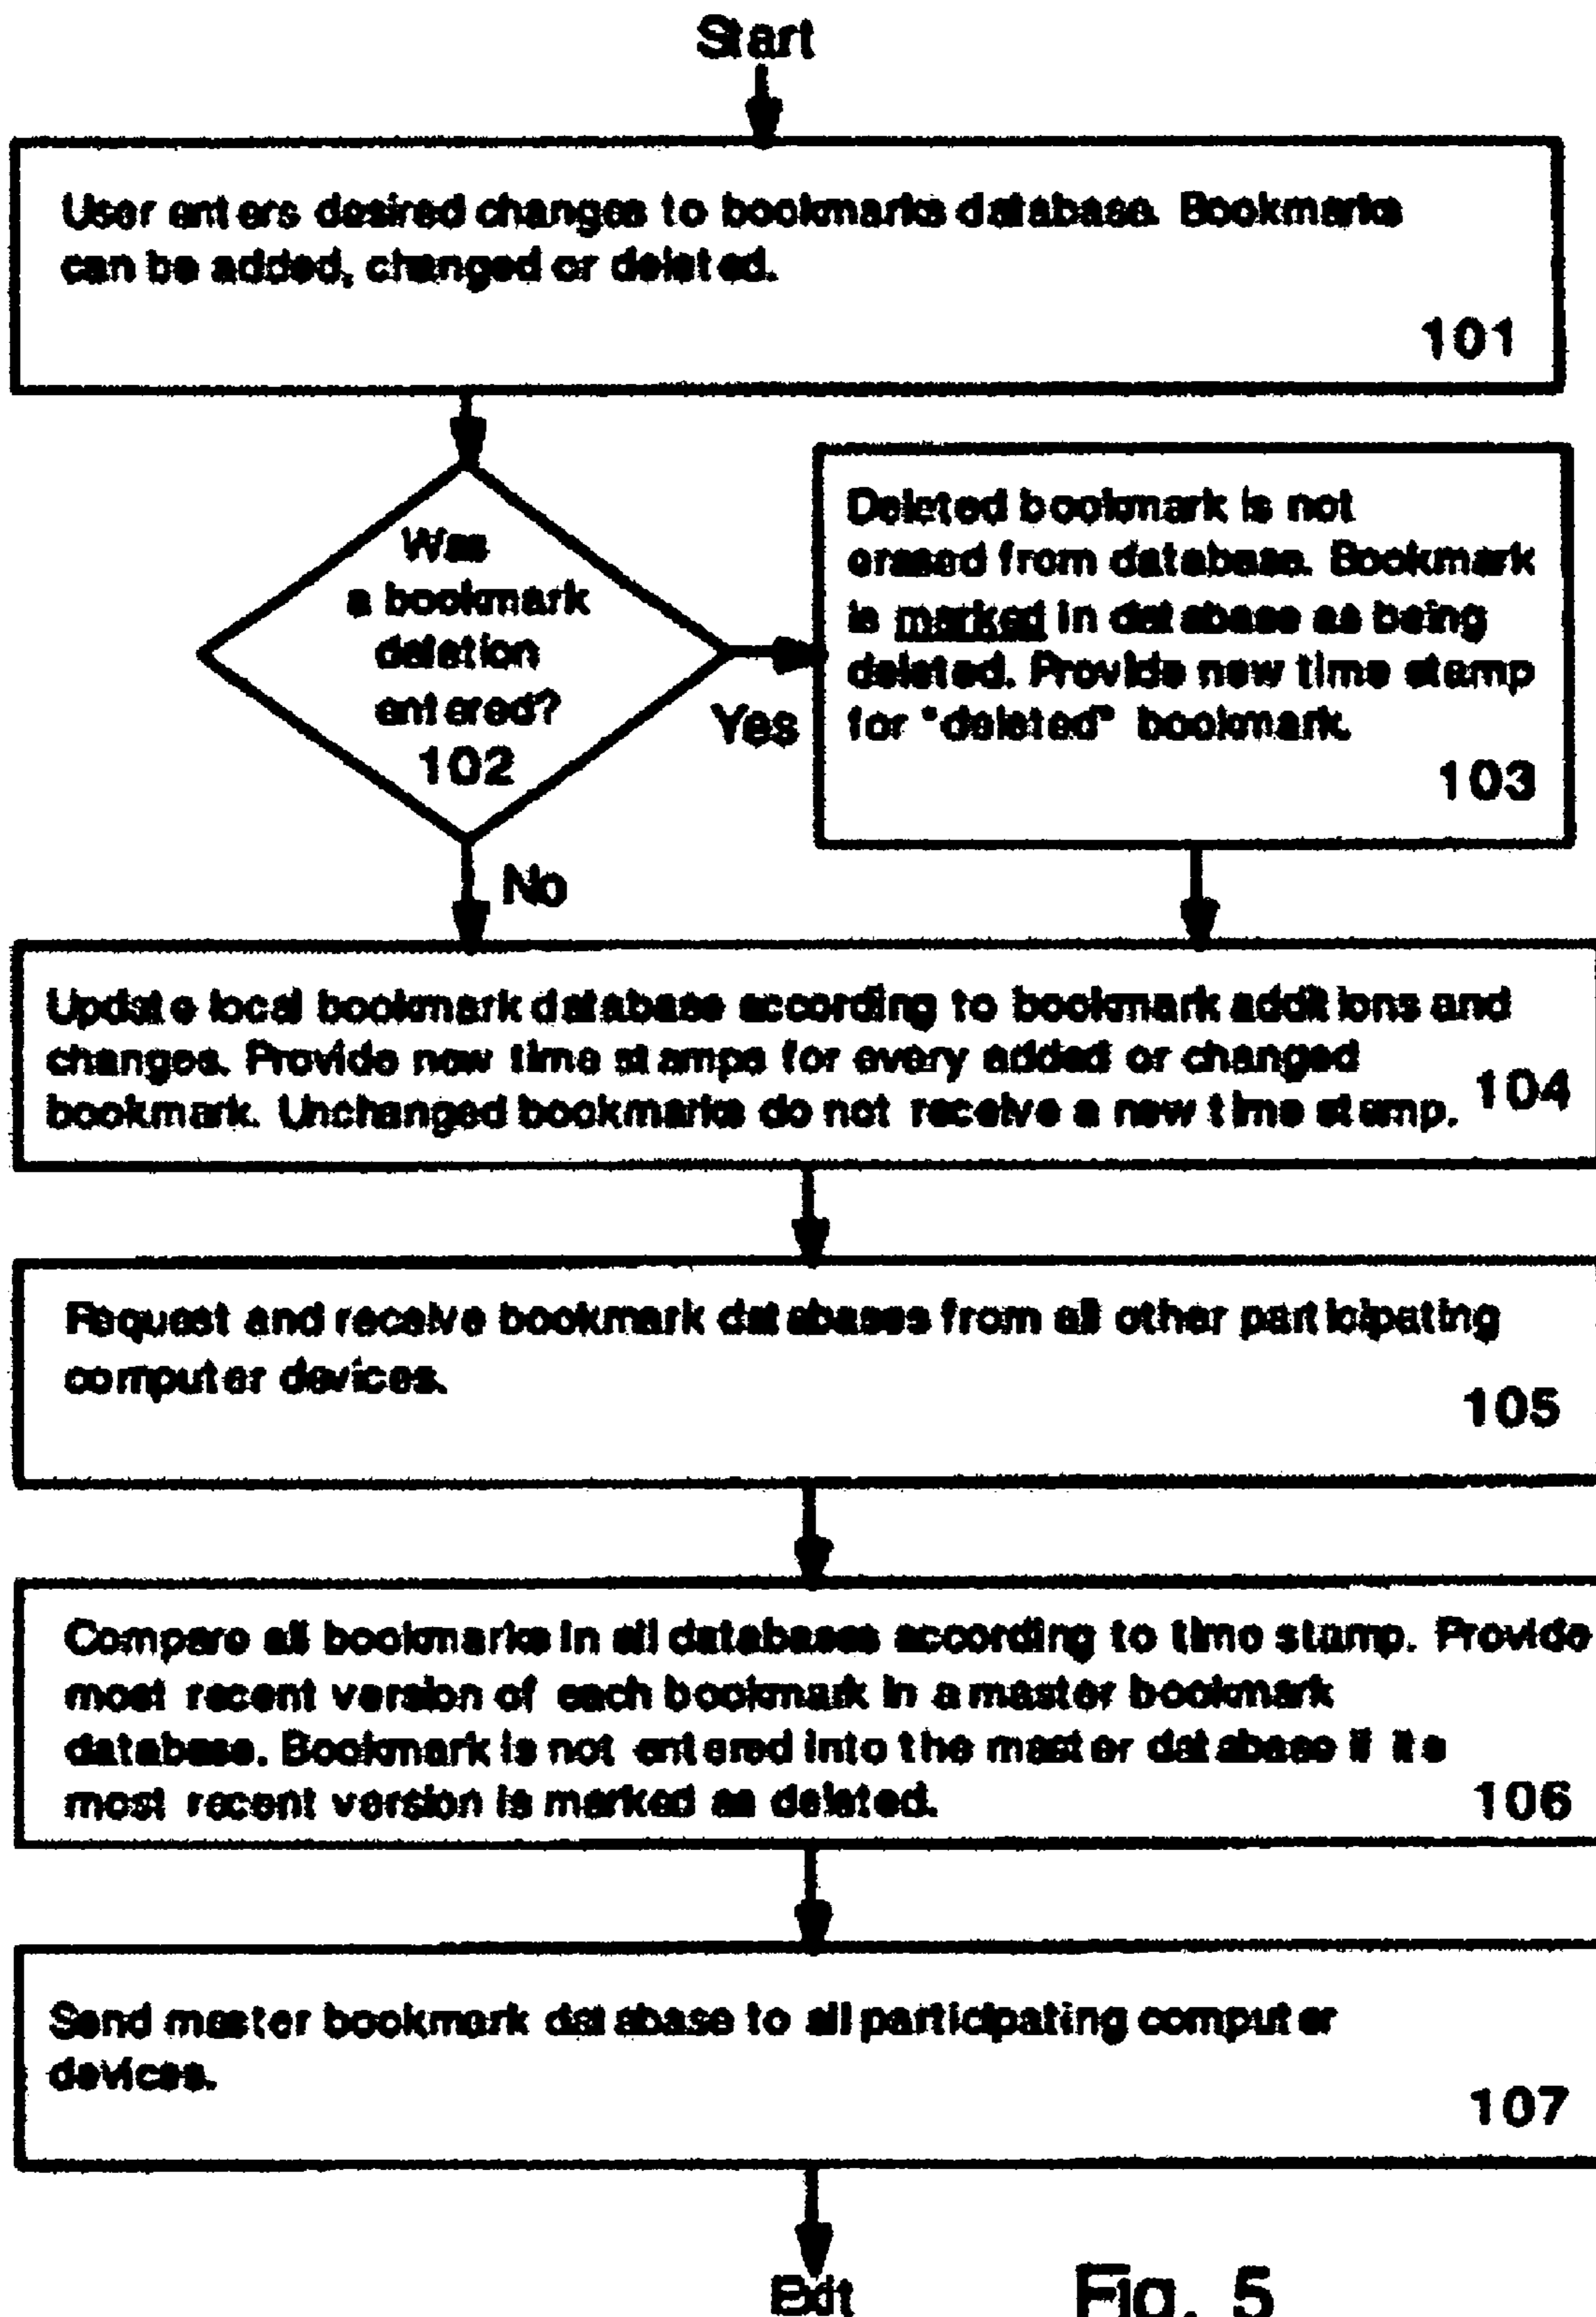 Start
User enters desired changes to bookmarks database. Bookmarks
can be added, changed or deleted.
101
Was
a bookmark
deletion
entered?
102
Yes
No
Deleted bookmark is not
erased from database. Bookmark
is marked in database as being
deleted. Provide new time stamp
for "deleted" bookmark.
103
Update local bookmark database according to bookmark additions and
changes. Provide new time stamps for every added or changed
bookmark. Unchanged bookmarks do not receive a new time stamp.
104
Request and receive bookmark databases from all other participating
computer devices.
105
Compare all bookmarks in all databases according to time stamp. Provide
most recent version of each bookmark in a master bookmark
database. Bookmark is not entered into the master database if its
most recent version is marked as deleted.
106
Send master bookmark database to all participating computer
devices.
107
Exit
Fig. 5